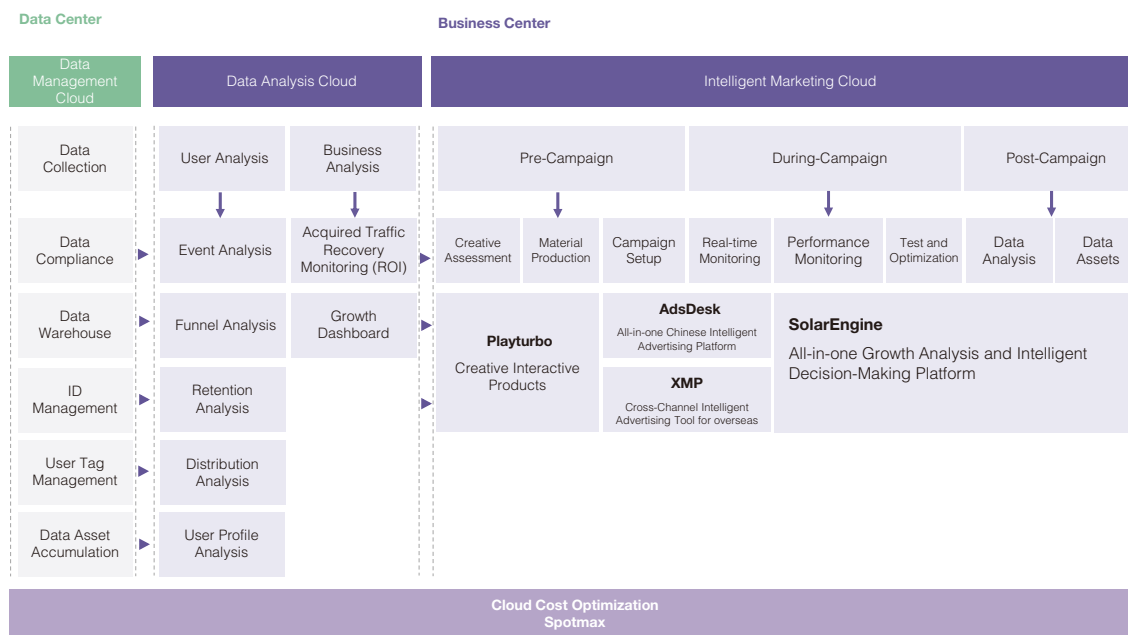 Data Center
Business Center
Data
Management
Cloud
Data Analysis Cloud
Intelligent Marketing Cloud
Data
Collection
User Analysis
Business
Analysis
Pre-Campaign
During-Campaign
Post-Campaign
Data
Compliance
Event Analysis
Acquired Traffic
Recovery
Monitoring (ROI)
Creative
Assessment
Material
Production
Campaign
Setup
Real-time
Monitoring
Performance
Monitoring
Test and
Optimization
Data
Analysis
Data
Assets
Data
Warehouse
Funnel Analysis
Growth
Dashboard
Playturbo
Creative Interactive
Products
AdsDesk
All-in-one Chinese Intelligent
Advertising Platform
XMP
Cross-Channel Intelligent
Advertising Tool for overseas
SolarEngine
All-in-one Growth Analysis and Intelligent
Decision-Making Platform
ID
Management
Retention
Analysis
User Tag
Management
Distribution
Analysis
Data Asset
Accumulation
User Profile
Analysis
Cloud Cost Optimization
Spotmax